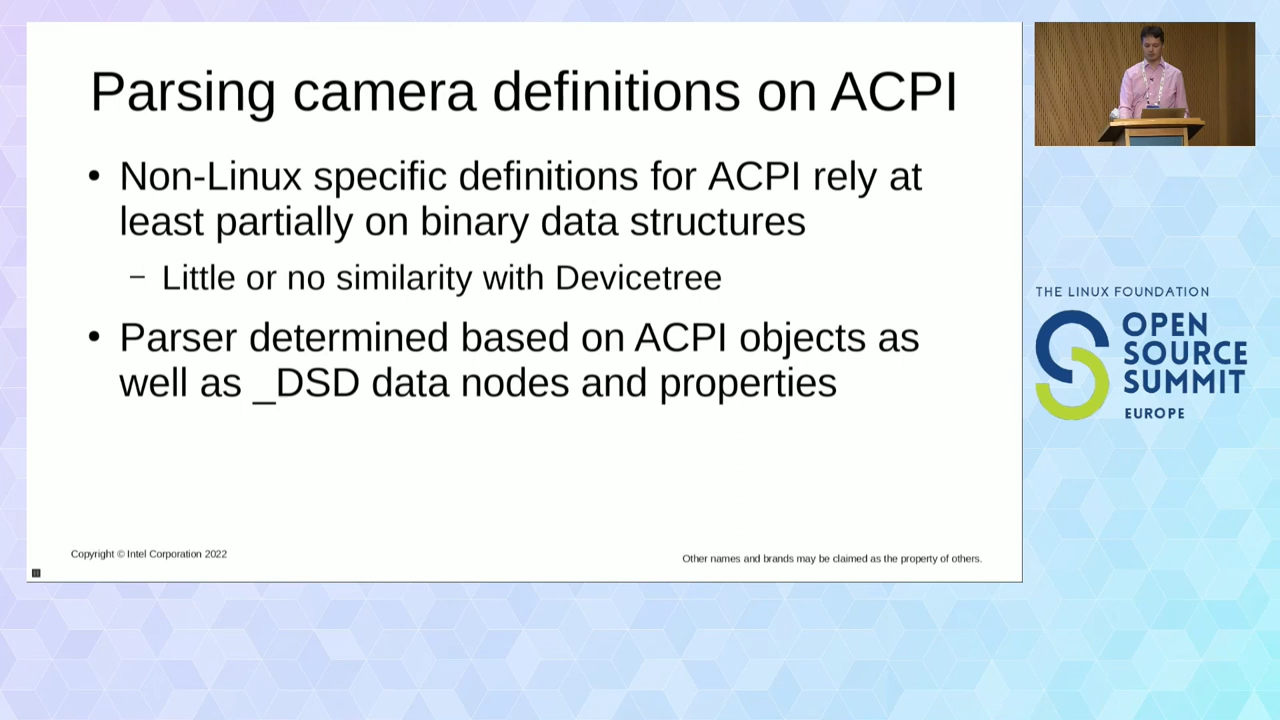 Parsing camera definitions on ACPI
• Non-Linux specific definitions for ACPI rely at
least partially on binary data structures
– Little or no similarity with Devicetree
• Parser determined based on ACPI objects as
well as _DSD data nodes and properties
Copyright © Intel Corporation 2022
Other names and brands may be claimed as the property of others.
THE LINUX FOUNDATION
OPEN
SOURCE
SUMMIT
EUROPE